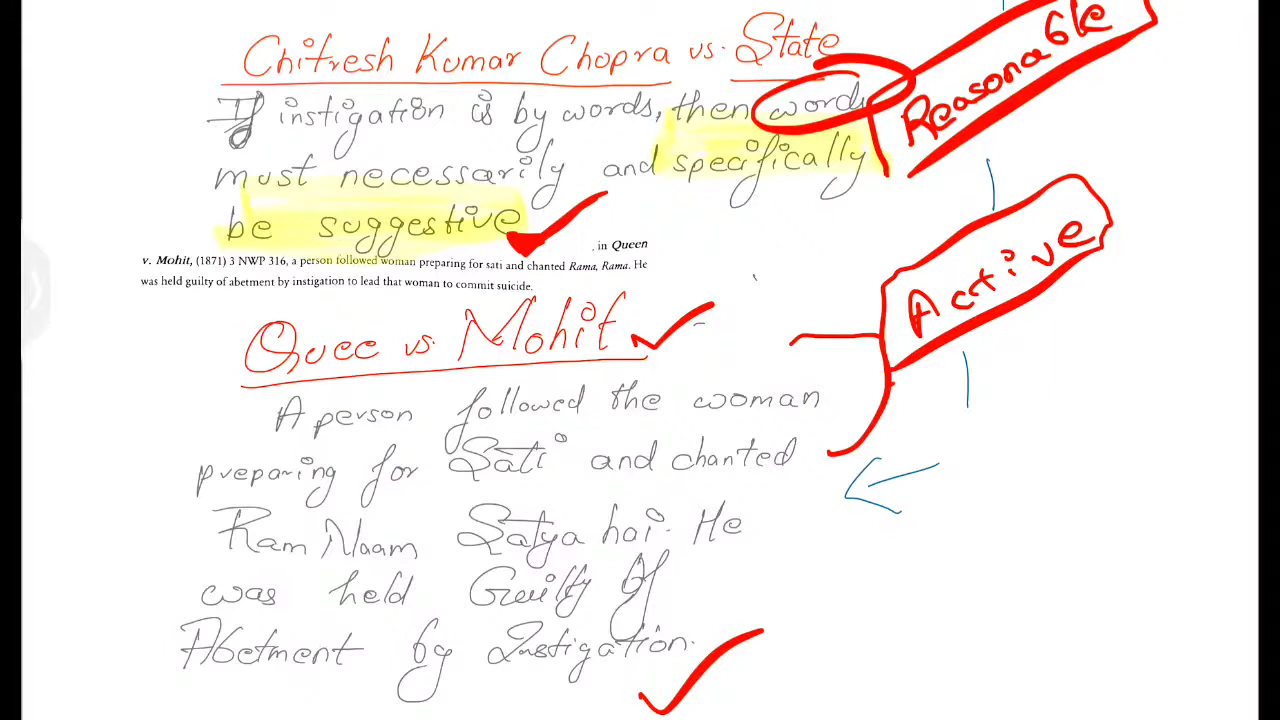 Chitresh Kumar Chopra vs. State
If instigation is by words, then words
must necessarily and specifically
be suggestive
Reasonable
Active
, in Queen
v. Mohit, (1871) 3 NWP 316, a person followed woman preparing for sati and chanted Rama, Rama. He
was held guilty of abetment by instigation to lead that woman to commit suicide.
Quee vs. Mohit
A person followed the woman
preparing for Sati and chanted
Ram Naam Satya hai. He
was held Guilty of
Abetment by Instigation.